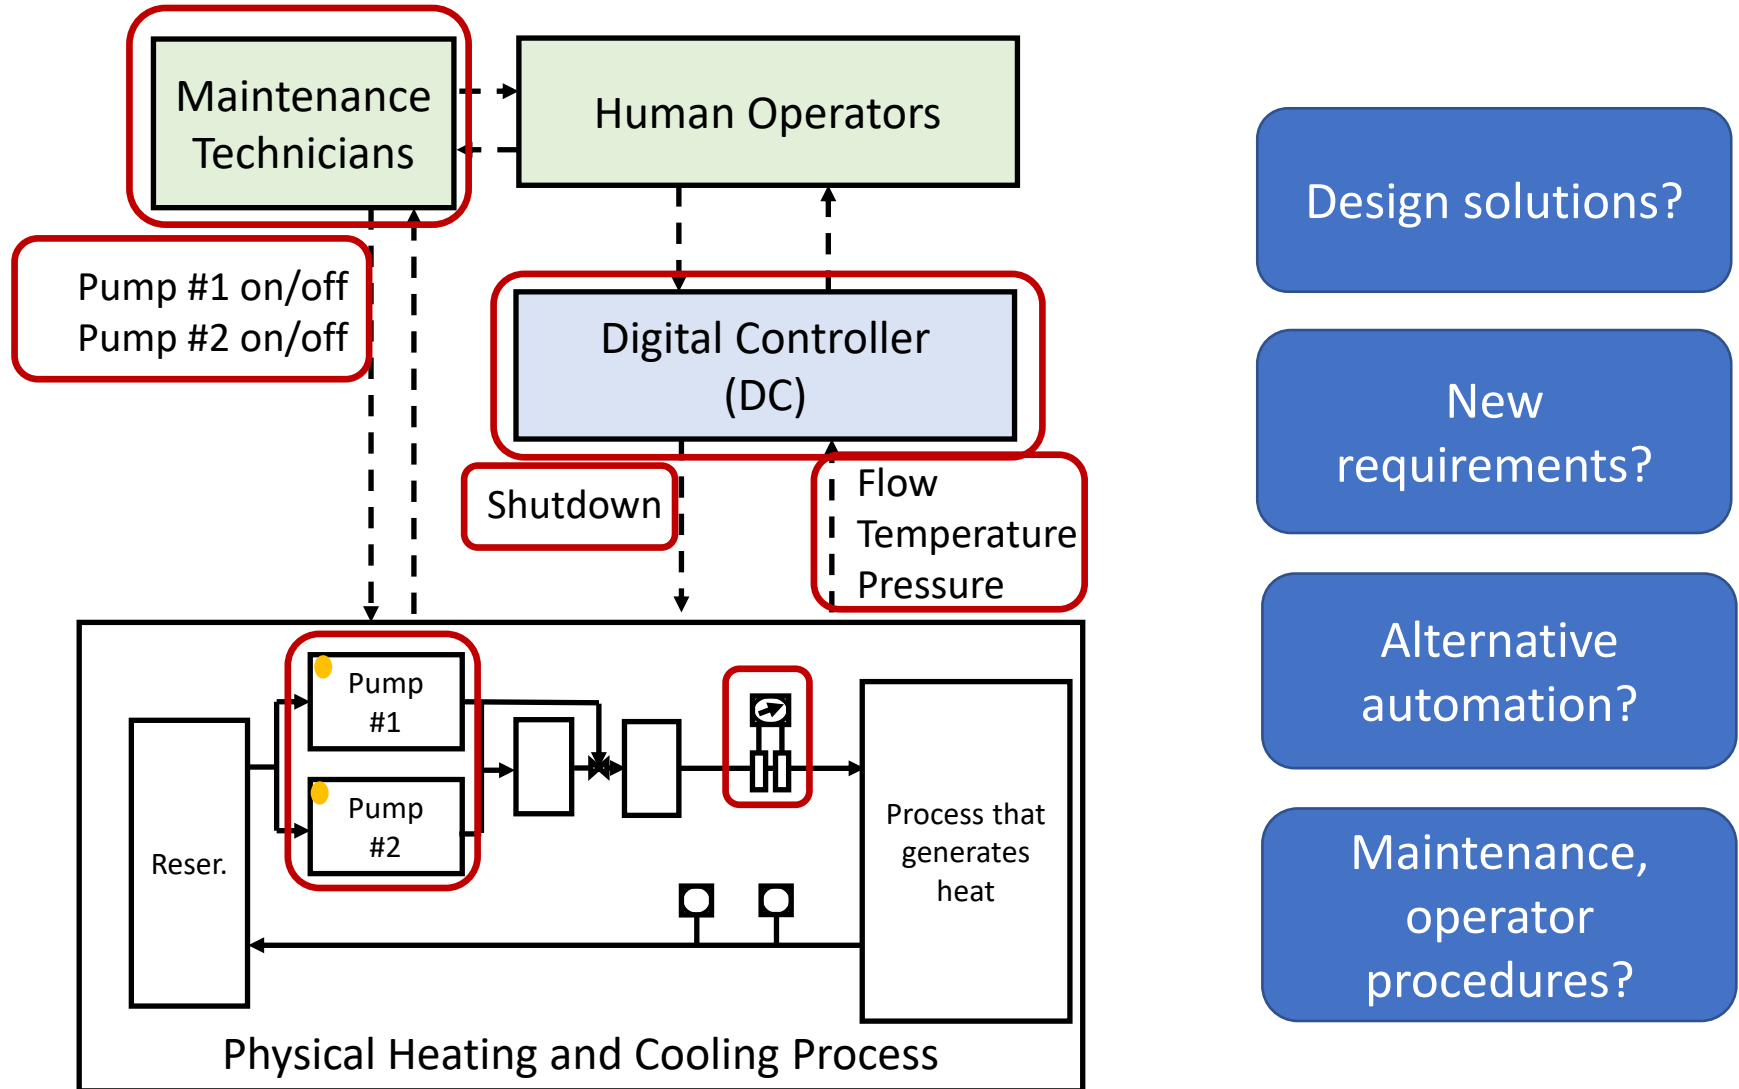 Maintenance
Technicians
Human Operators
Pump #1 on/off
Pump #2 on/off
Digital Controller
(DC)
Shutdown
Flow
Temperature
Pressure
Pump
#1
Pump
#2
Reser.
Process that
generates
heat
Physical Heating and Cooling Process
Design solutions?
New
requirements?
Alternative
automation?
Maintenance,
operator
procedures?